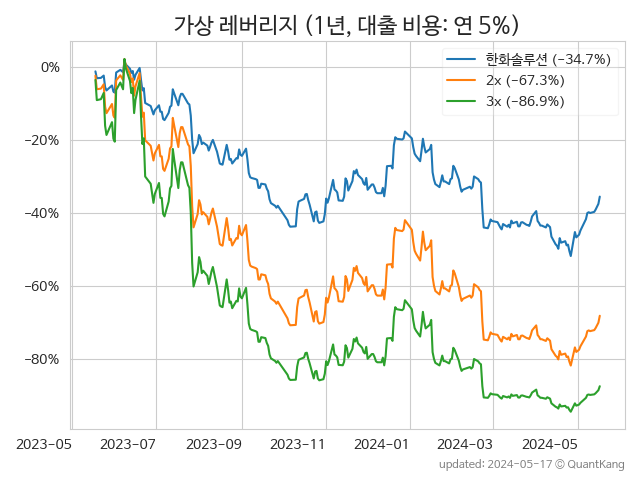 가상 레버리지 (1년, 대출 비용: 연 5%)
한화솔루션 (−34.7%)
2x (−67.3%)
3x (−86.9%)
0%
−20%
−40%
−60%
−80%
2023−05 2023−07 2023−09 2023−11 2024−01 2024−03 2024−05
updated: 2024−05−17 © QuantKang